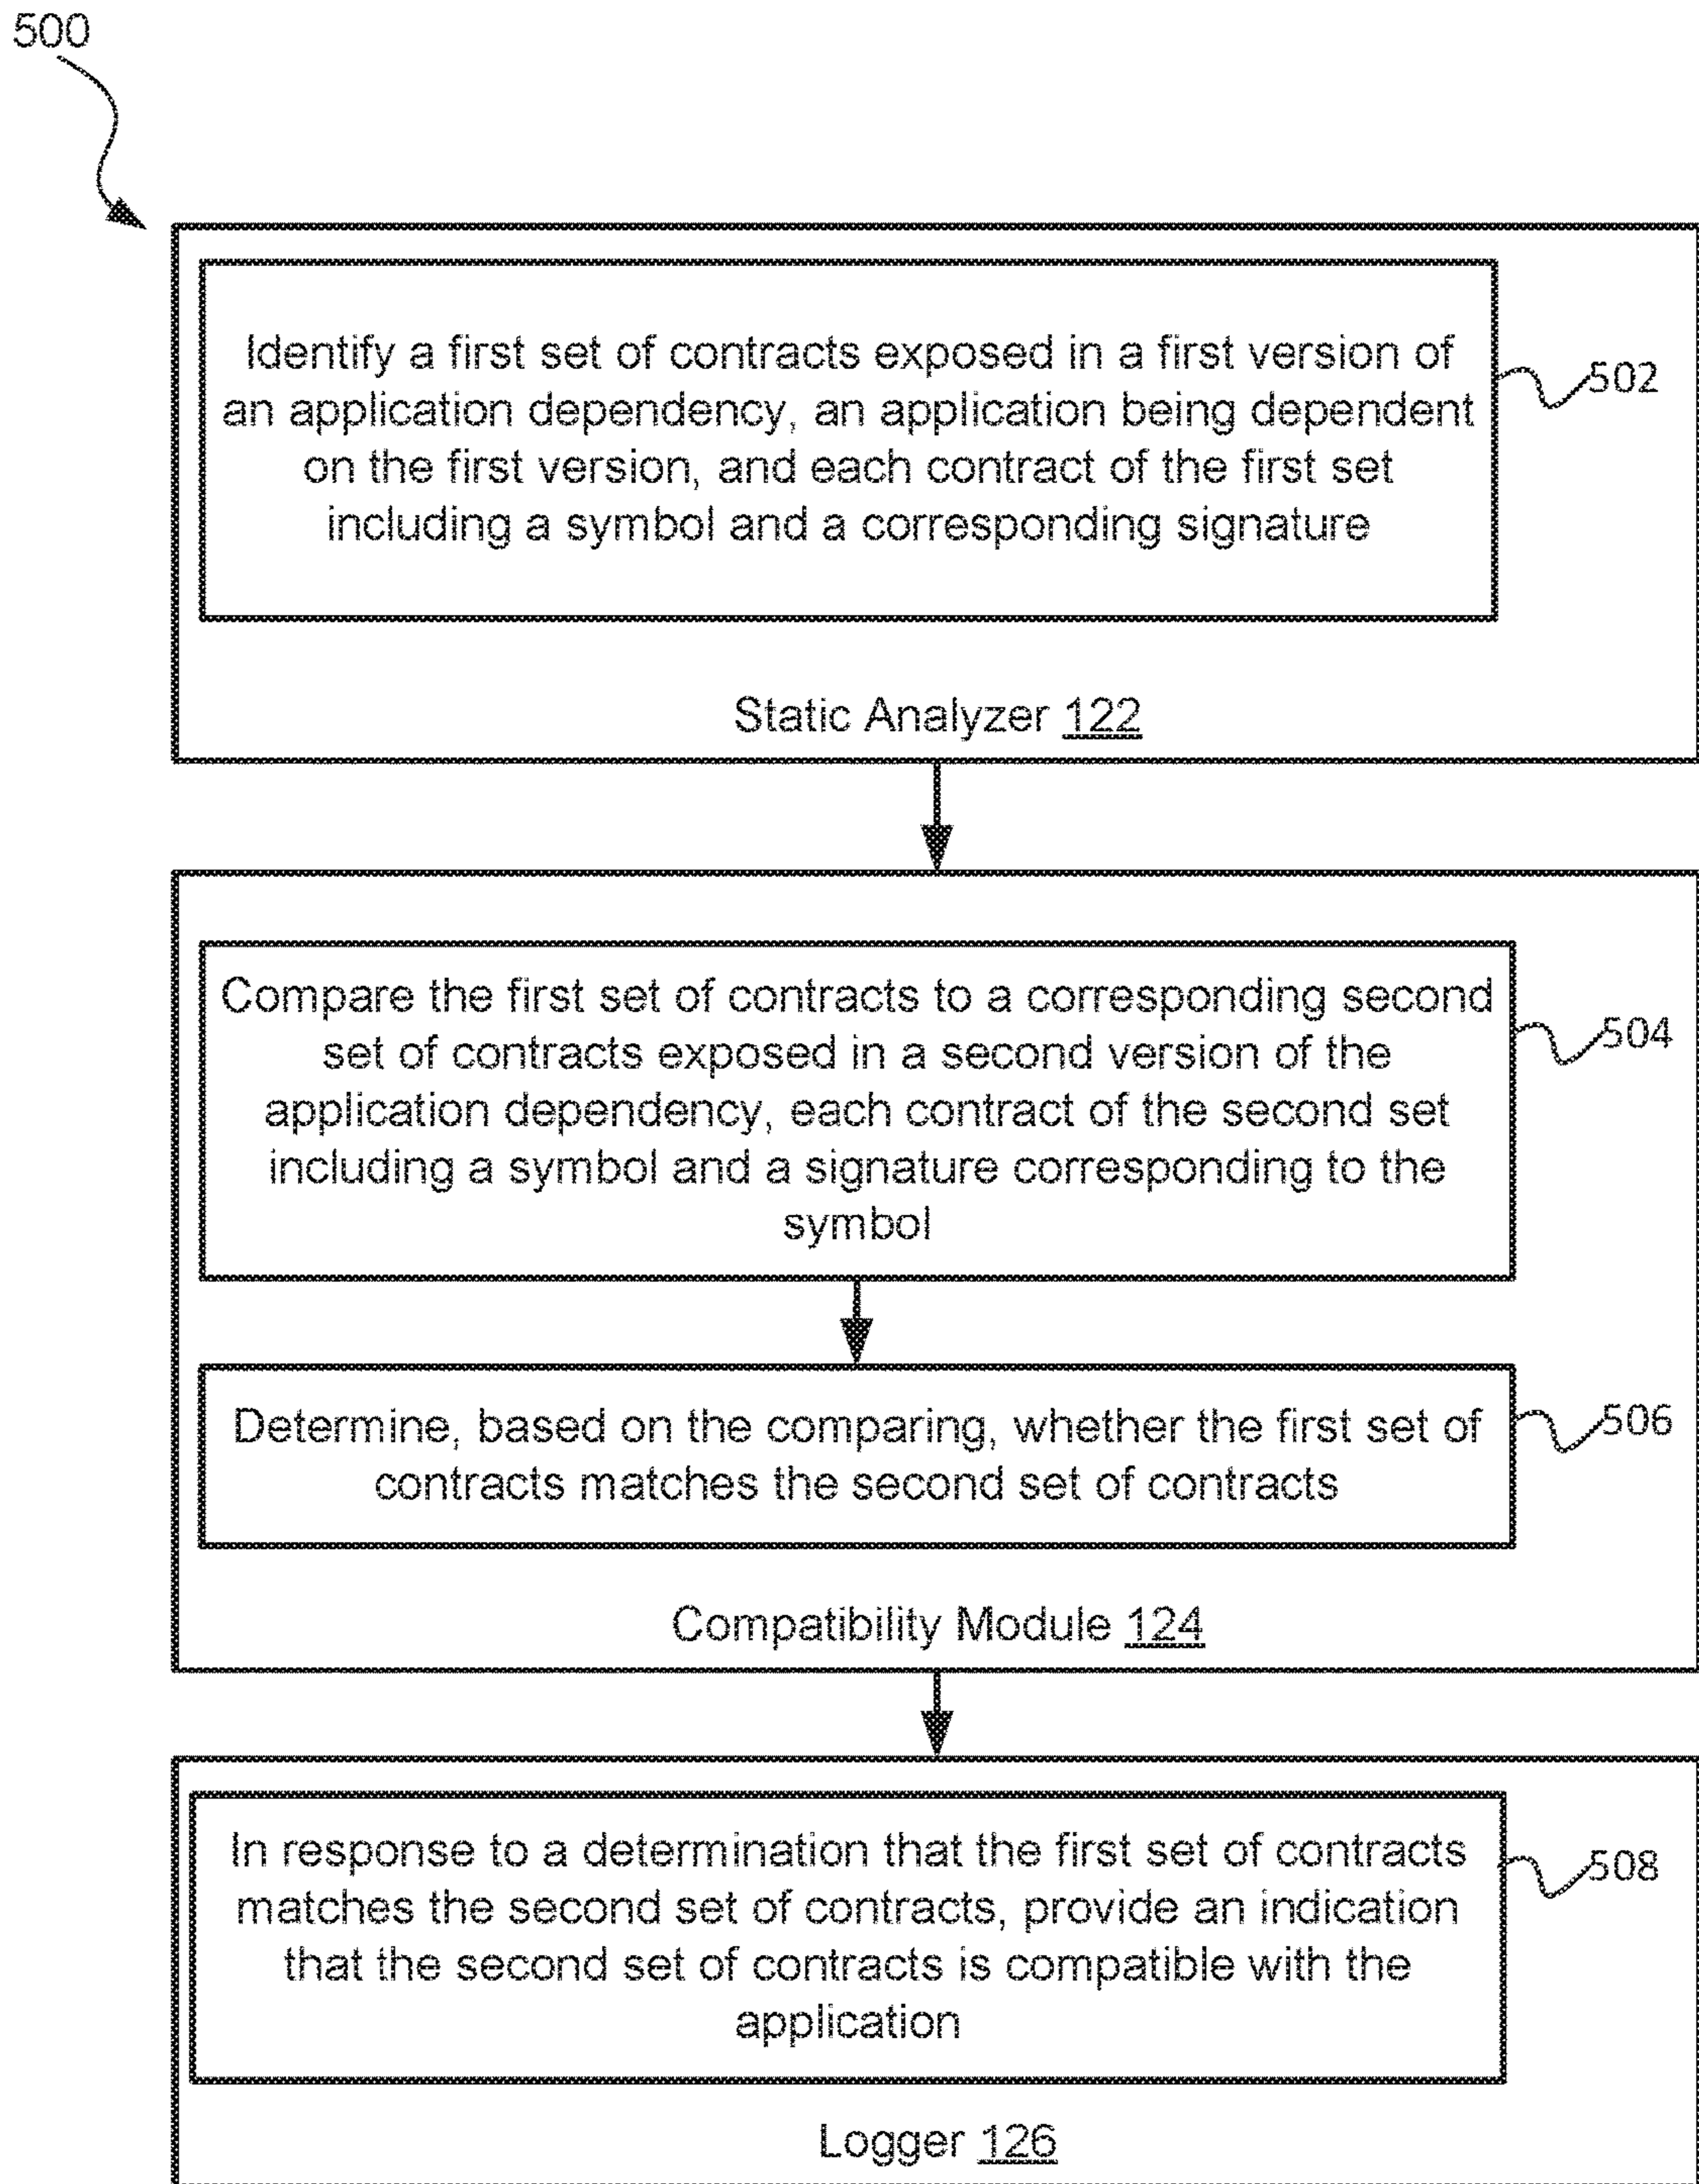 500
Identify a first set of contracts exposed in a first version of
an application dependency, an application being dependent
on the first version, and each contract of the first set
including a symbol and a corresponding signature
502
Static Analyzer 122
Compare the first set of contracts to a corresponding second
set of contracts exposed in a second version of the
application dependency, each contract of the second set
including a symbol and a signature corresponding to the
symbol
504
Determine, based on the comparing, whether the first set of
contracts matches the second set of contracts
506
Compatibility Module 124
In response to a determination that the first set of contracts
matches the second set of contracts, provide an indication
that the second set of contracts is compatible with the
application
508
Logger 126